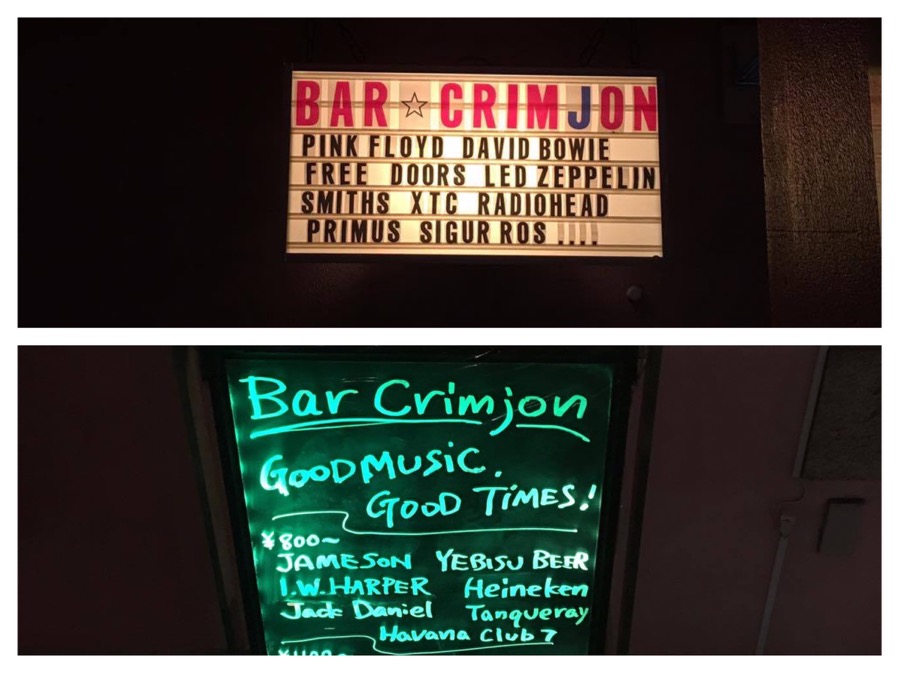 BAR ☆ CRIMJON
PINK FLOYD DAVID BOWIE
FREE DOORS LED ZEPPELIN
SMITHS XTC RADIOHEAD
PRIMUS SIGUR ROS ....
Bar Crimjon
GOOD MUSIC.
GOOD TIMES!
¥800~
JAMESON YEBISU BEER
I.W.HARPER Heineken
Jack Daniel Tanqueray
Havana Club 7